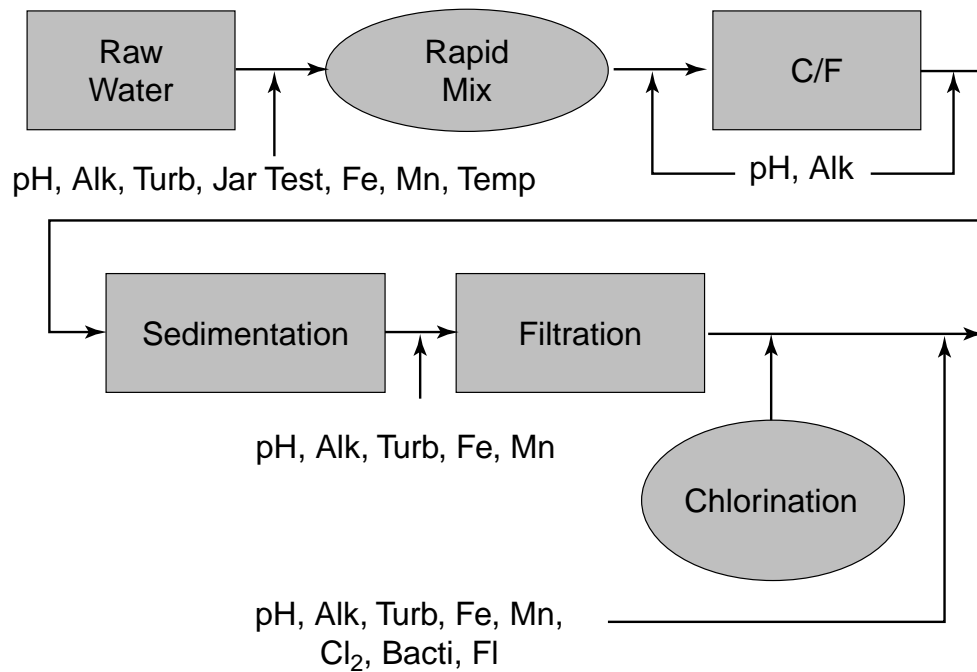 Raw
Water
Rapid
Mix
C/F
pH, Alk, Turb, Jar Test, Fe, Mn, Temp
pH, Alk
Sedimentation
Filtration
pH, Alk, Turb, Fe, Mn
Chlorination
pH, Alk, Turb, Fe, Mn,
Cl₂, Bacti, Fl